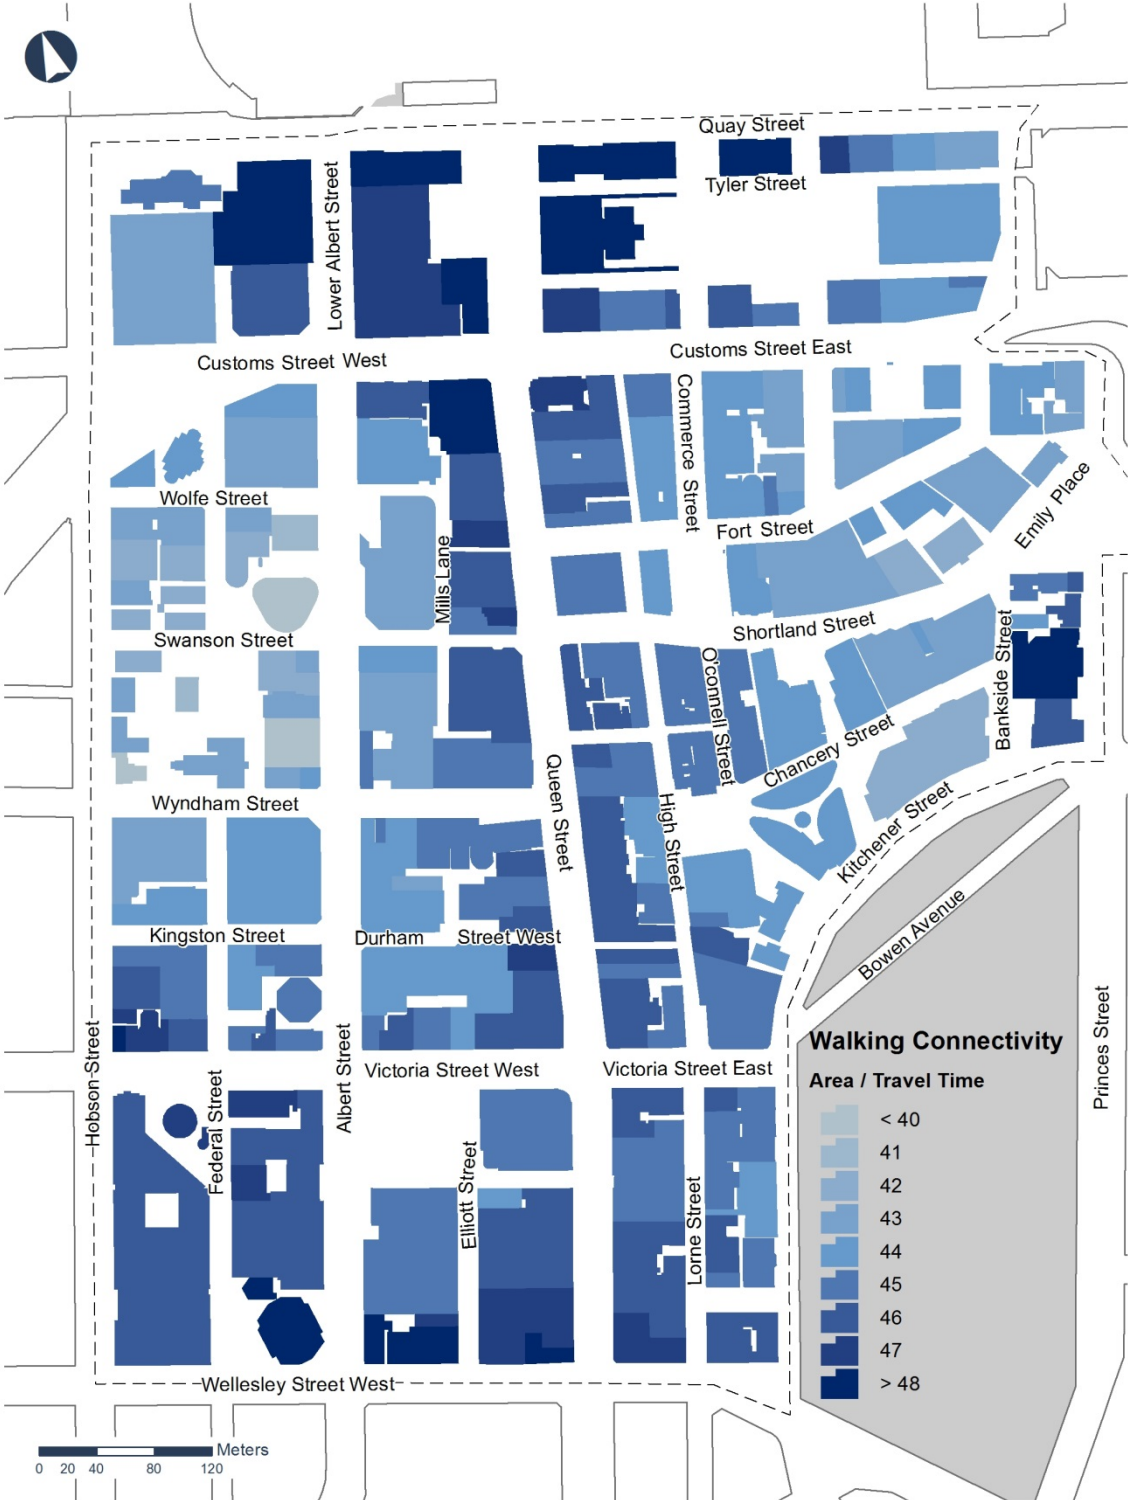 Quay Street
Tyler Street
Lower Albert Street
Customs Street West
Customs Street East
Commerce Street
Wolfe Street
Fort Street
Emily Place
Mills Lane
Swanson Street
Shortland Street
O'connell Street
Bankside Street
Chancery Street
Queen Street
High Street
Wyndham Street
Kitchener Street
Kingston Street
Durham Street West
Bowen Avenue
Hobson Street
Albert Street
Victoria Street West
Victoria Street East
Princes Street
Federal Street
Elliott Street
Lorne Street
Wellesley Street West
Walking Connectivity
Area / Travel Time
< 40
41
42
43
44
45
46
47
> 48
Meters
0 20 40 80 120